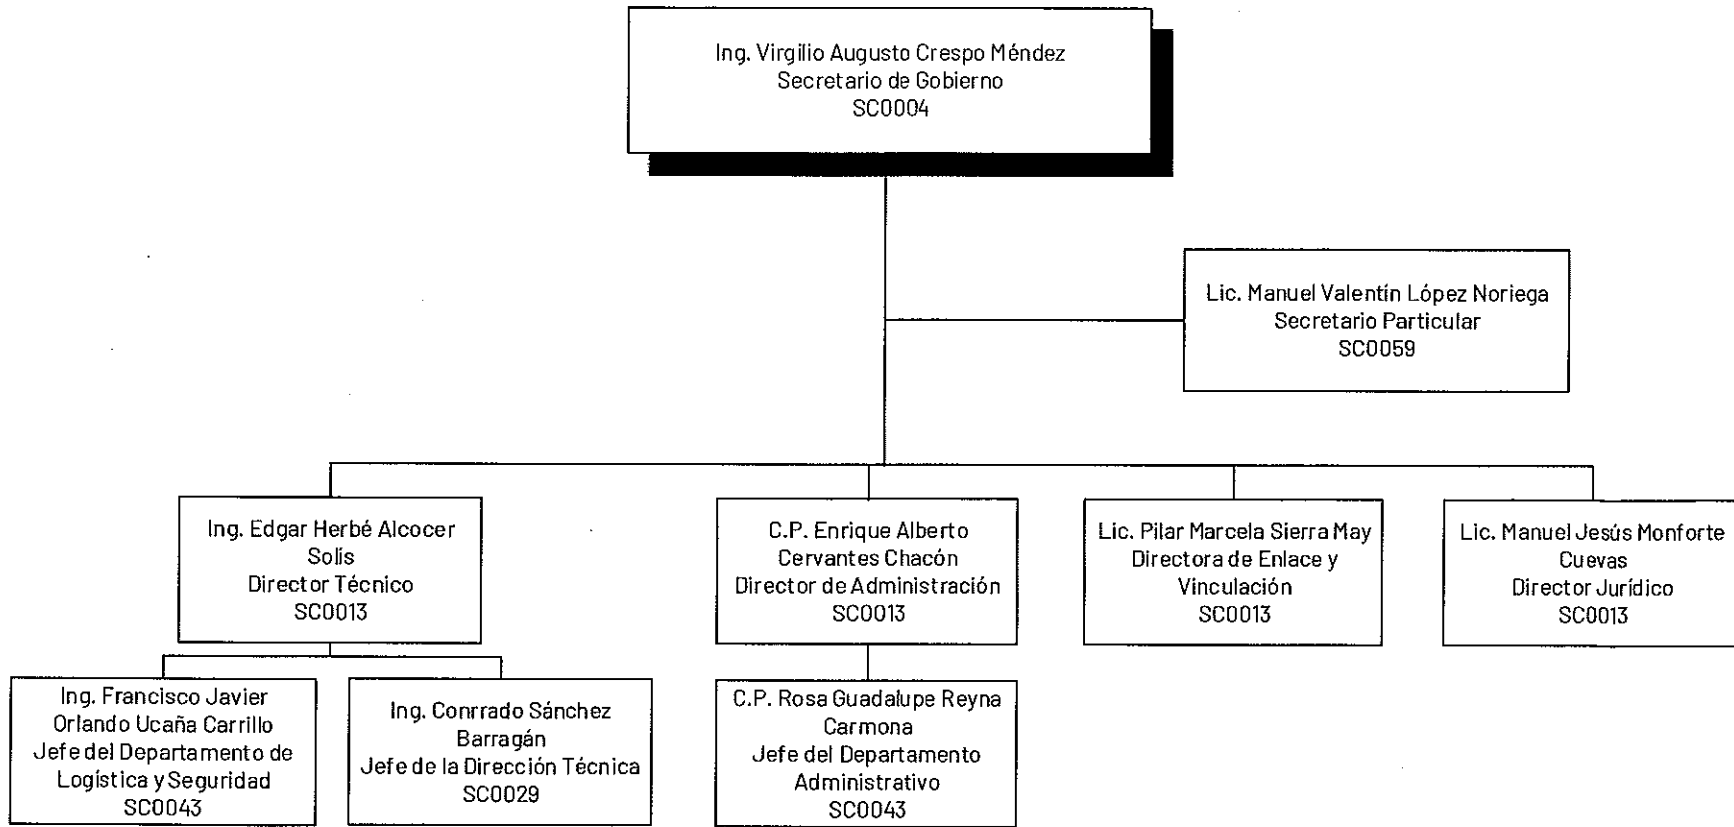 Ing. Virgilio Augusto Crespo Méndez
Secretario de Gobierno
SC0004
Lic. Manuel Valentín López Noriega
Secretario Particular
SC0059
Ing. Edgar Herbé Alcocer
Solís
Director Técnico
SC0013
C.P. Enrique Alberto
Cervantes Chacón
Director de Administración
SC0013
Lic. Pilar Marcela Sierra May
Directora de Enlace y
Vinculación
SC0013
Lic. Manuel Jesús Monforte
Cuevas
Director Jurídico
SC0013
Ing. Francisco Javier
Orlando Ucaña Carrillo
Jefe del Departamento de
Logística y Seguridad
SC0043
Ing. Conrrado Sánchez
Barragán
Jefe de la Dirección Técnica
SC0029
C.P. Rosa Guadalupe Reyna
Carmona
Jefe del Departamento
Administrativo
SC0043